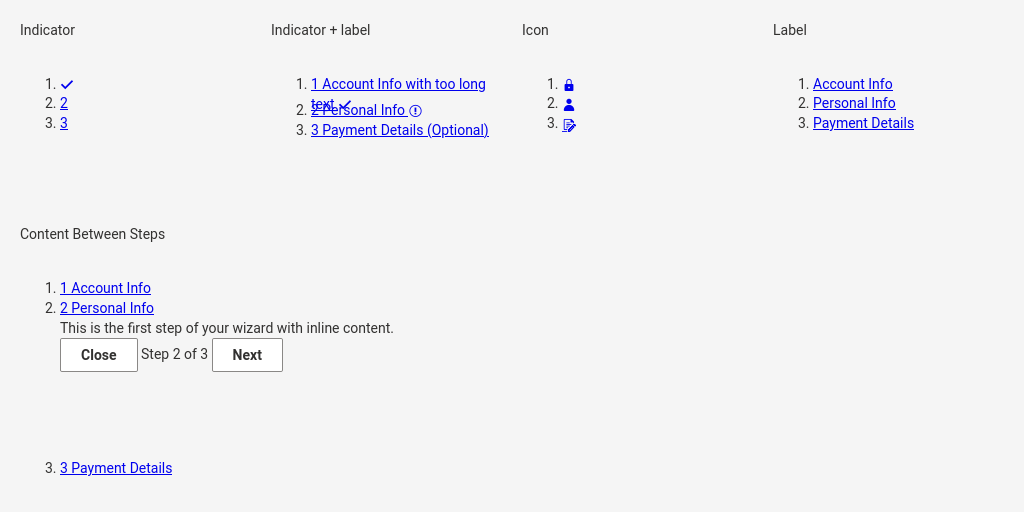 Indicator
1.
2. 2
3. 3
Indicator + label
1. 1 Account Info with too long
text
2. 2 Personal Info
3. 3 Payment Details (Optional)
Icon
1.
2.
3.
Label
1. Account Info
2. Personal Info
3. Payment Details
Content Between Steps
1. 1 Account Info
2. 2 Personal Info
This is the first step of your wizard with inline content.
Close Step 2 of 3 Next
3. 3 Payment Details